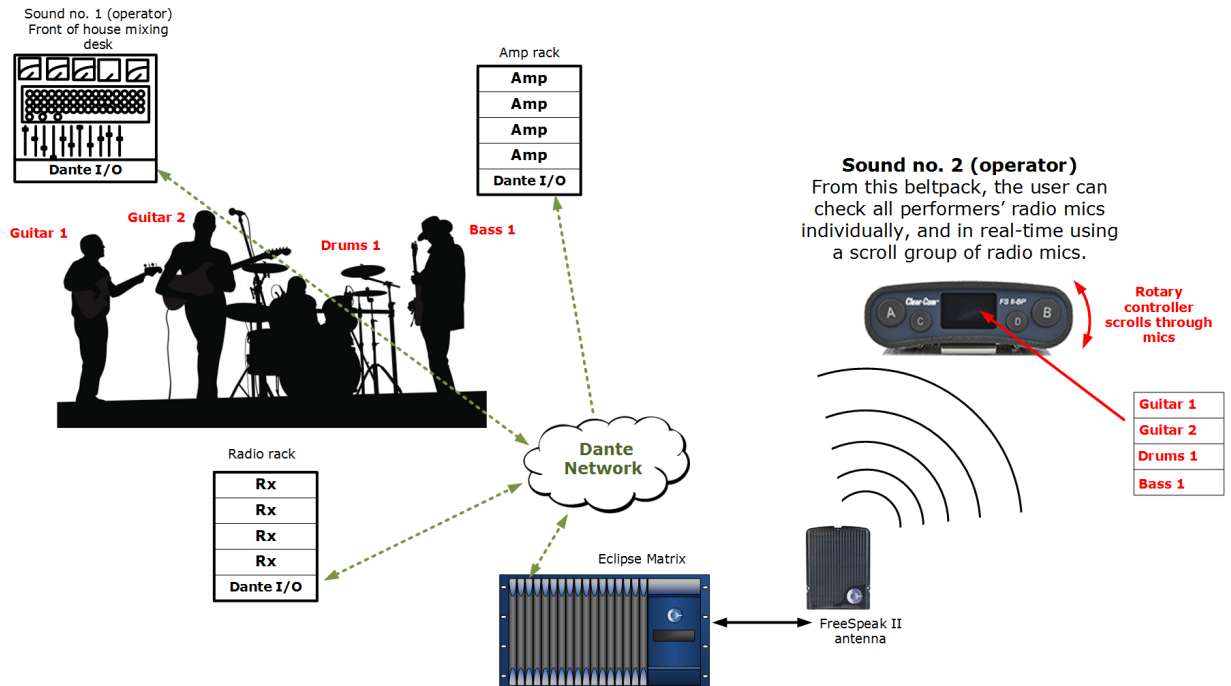 Sound no. 1 (operator)
Front of house mixing
desk
Dante I/O
Amp rack
Amp
Amp
Amp
Amp
Dante I/O
Guitar 1
Guitar 2
Drums 1
Bass 1
Sound no. 2 (operator)
From this beltpack, the user can
check all performers’ radio mics
individually, and in real-time using
a scroll group of radio mics.
Clear-Com
FS II-BP
A
C
D
B
Rotary
controller
scrolls through
mics
Guitar 1
Guitar 2
Drums 1
Bass 1
Dante
Network
Radio rack
Rx
Rx
Rx
Rx
Dante I/O
Eclipse Matrix
FreeSpeak II
antenna